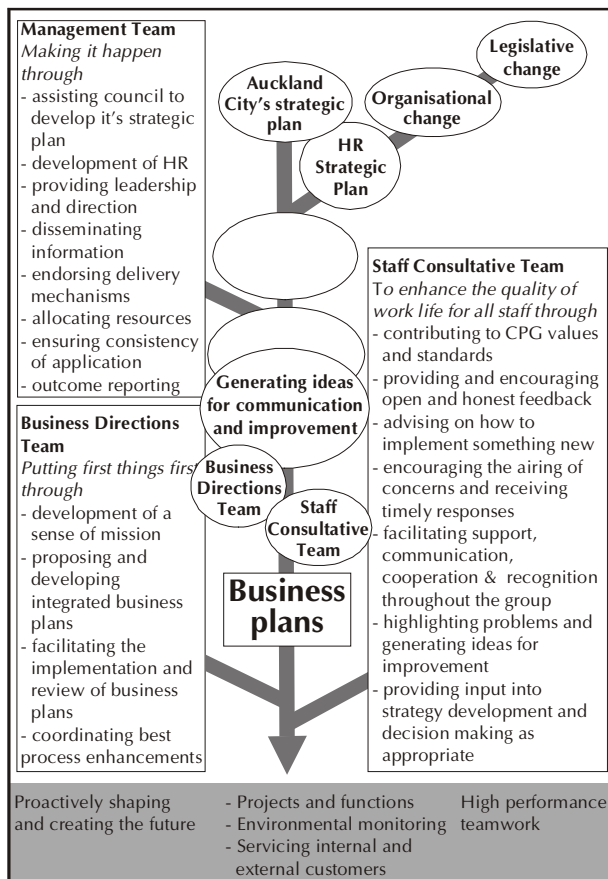 Management Team
Making it happen
through
- assisting council to
develop it's strategic
plan
- development of HR
- providing leadership
and direction
- disseminating
information
- endorsing delivery
mechanisms
- allocating resources
- ensuring consistency
of application
- outcome reporting
Legislative
change
Auckland
City's strategic
plan
Organisational
change
HR
Strategic
Plan
Staff Consultative Team
To enhance the quality of
work life for all staff through
- contributing to CPG values
and standards
- providing and encouraging
open and honest feedback
- advising on how to
implement something new
- encouraging the airing of
concerns and receiving
timely responses
- facilitating support,
communication,
cooperation & recognition
throughout the group
- highlighting problems and
generating ideas for
improvement
- providing input into
strategy development and
decision making as
appropriate
Generating ideas
for communication
and improvement
Business Directions
Team
Putting first things first
through
- development of a
sense of mission
- proposing and
developing
integrated business
plans
- facilitating the
implementation and
review of business
plans
- coordinating best
process enhancements
Business
Directions
Team
Staff
Consultative
Team
Business
plans
Proactively shaping
and creating the future
- Projects and functions
- Environmental monitoring
- Servicing internal and
external customers
High performance
teamwork